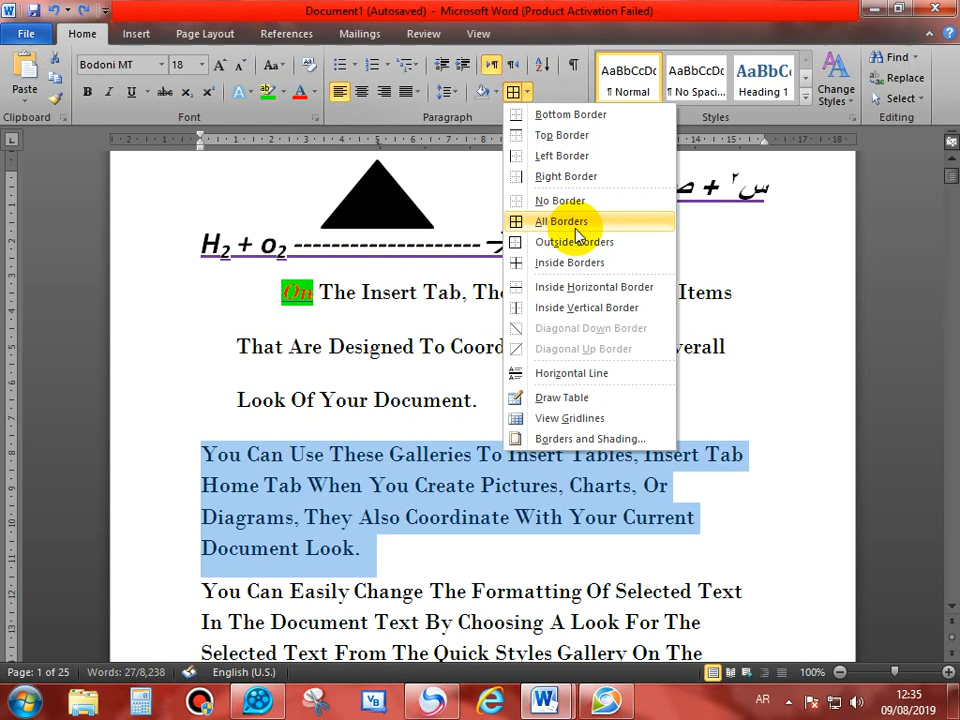 Document1 (Autosaved) - Microsoft Word (Product Activation Failed)
File Home Insert Page Layout References Mailings Review View
Paste
Bodoni MT 18
AaBbCcDc AaBbCcDc AaBbCc
¶ Normal ¶ No Spaci... Heading 1
Change Styles
Find
Replace
Select
Clipboard Font Paragraph Styles Editing
Bottom Border
Top Border
Left Border
Right Border
No Border
All Borders
Outside Borders
Inside Borders
Inside Horizontal Border
Inside Vertical Border
Diagonal Down Border
Diagonal Up Border
Horizontal Line
Draw Table
View Gridlines
Borders and Shading...
س٢ + ص
H2 + o2 ----------------------
On The Insert Tab, The Items
That Are Designed To Coord verall
Look Of Your Document.
You Can Use These Galleries To Insert Tables, Insert Tab
Home Tab When You Create Pictures, Charts, Or
Diagrams, They Also Coordinate With Your Current
Document Look.
You Can Easily Change The Formatting Of Selected Text
In The Document Text By Choosing A Look For The
Selected Text From The Quick Styles Gallery On The
Page: 1 of 25 Words: 27/8,238 English (U.S.) 100%
AR 12:35
09/08/2019